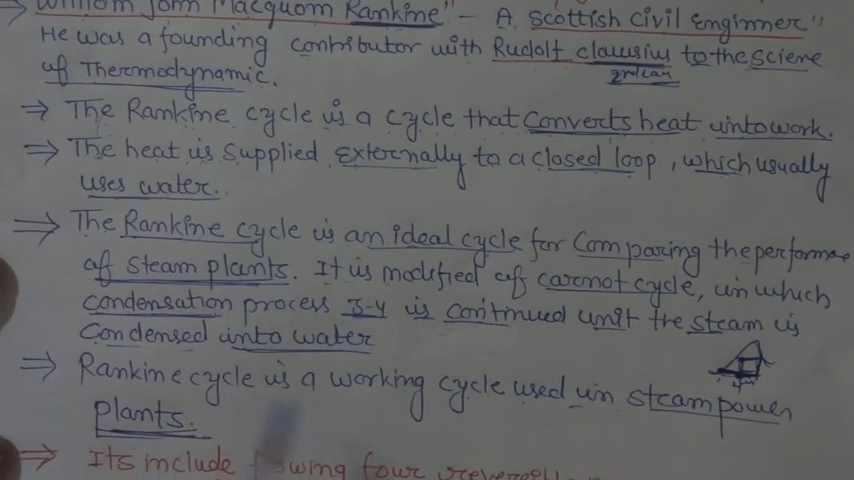 ⇒ William John Macquorn Rankine" - A Scottish Civil Enginner"
He was a founding contributor with Rudolf clausius to the sciene
of Thermodynamic.
⇒ The Rankine cycle is a cycle that converts heat into work.
⇒ The heat is supplied externally to a closed loop, which usually
uses water.
⇒ The Rankine cycle is an ideal cycle for Comparing the performance
of steam plants. It is modified of carnot cycle, in which
condensation process 3-4 is continued unit the steam is
condensed into water
⇒ Rankine cycle is a working cycle used in steam power
plants.
⇒ Its include four